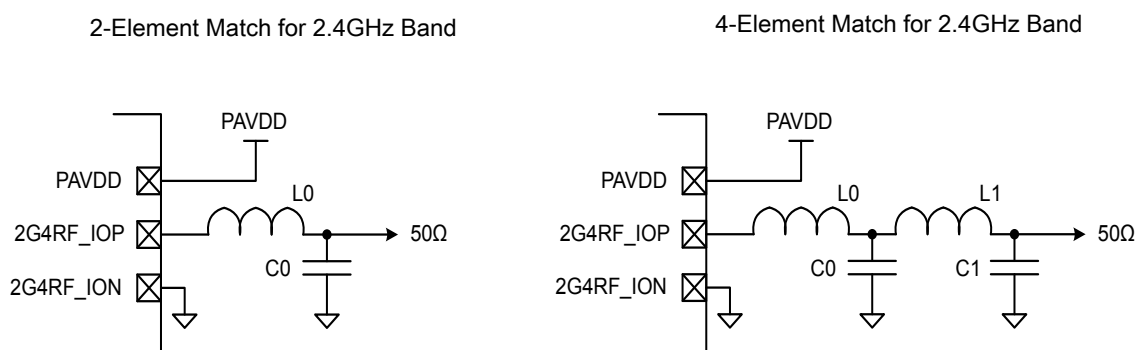 2-Element Match for 2.4GHz Band
PAVDD
PAVDD
L0
2G4RF_IOP
50Ω
C0
2G4RF_ION
4-Element Match for 2.4GHz Band
PAVDD
PAVDD
L0
L1
2G4RF_IOP
50Ω
C0
C1
2G4RF_ION